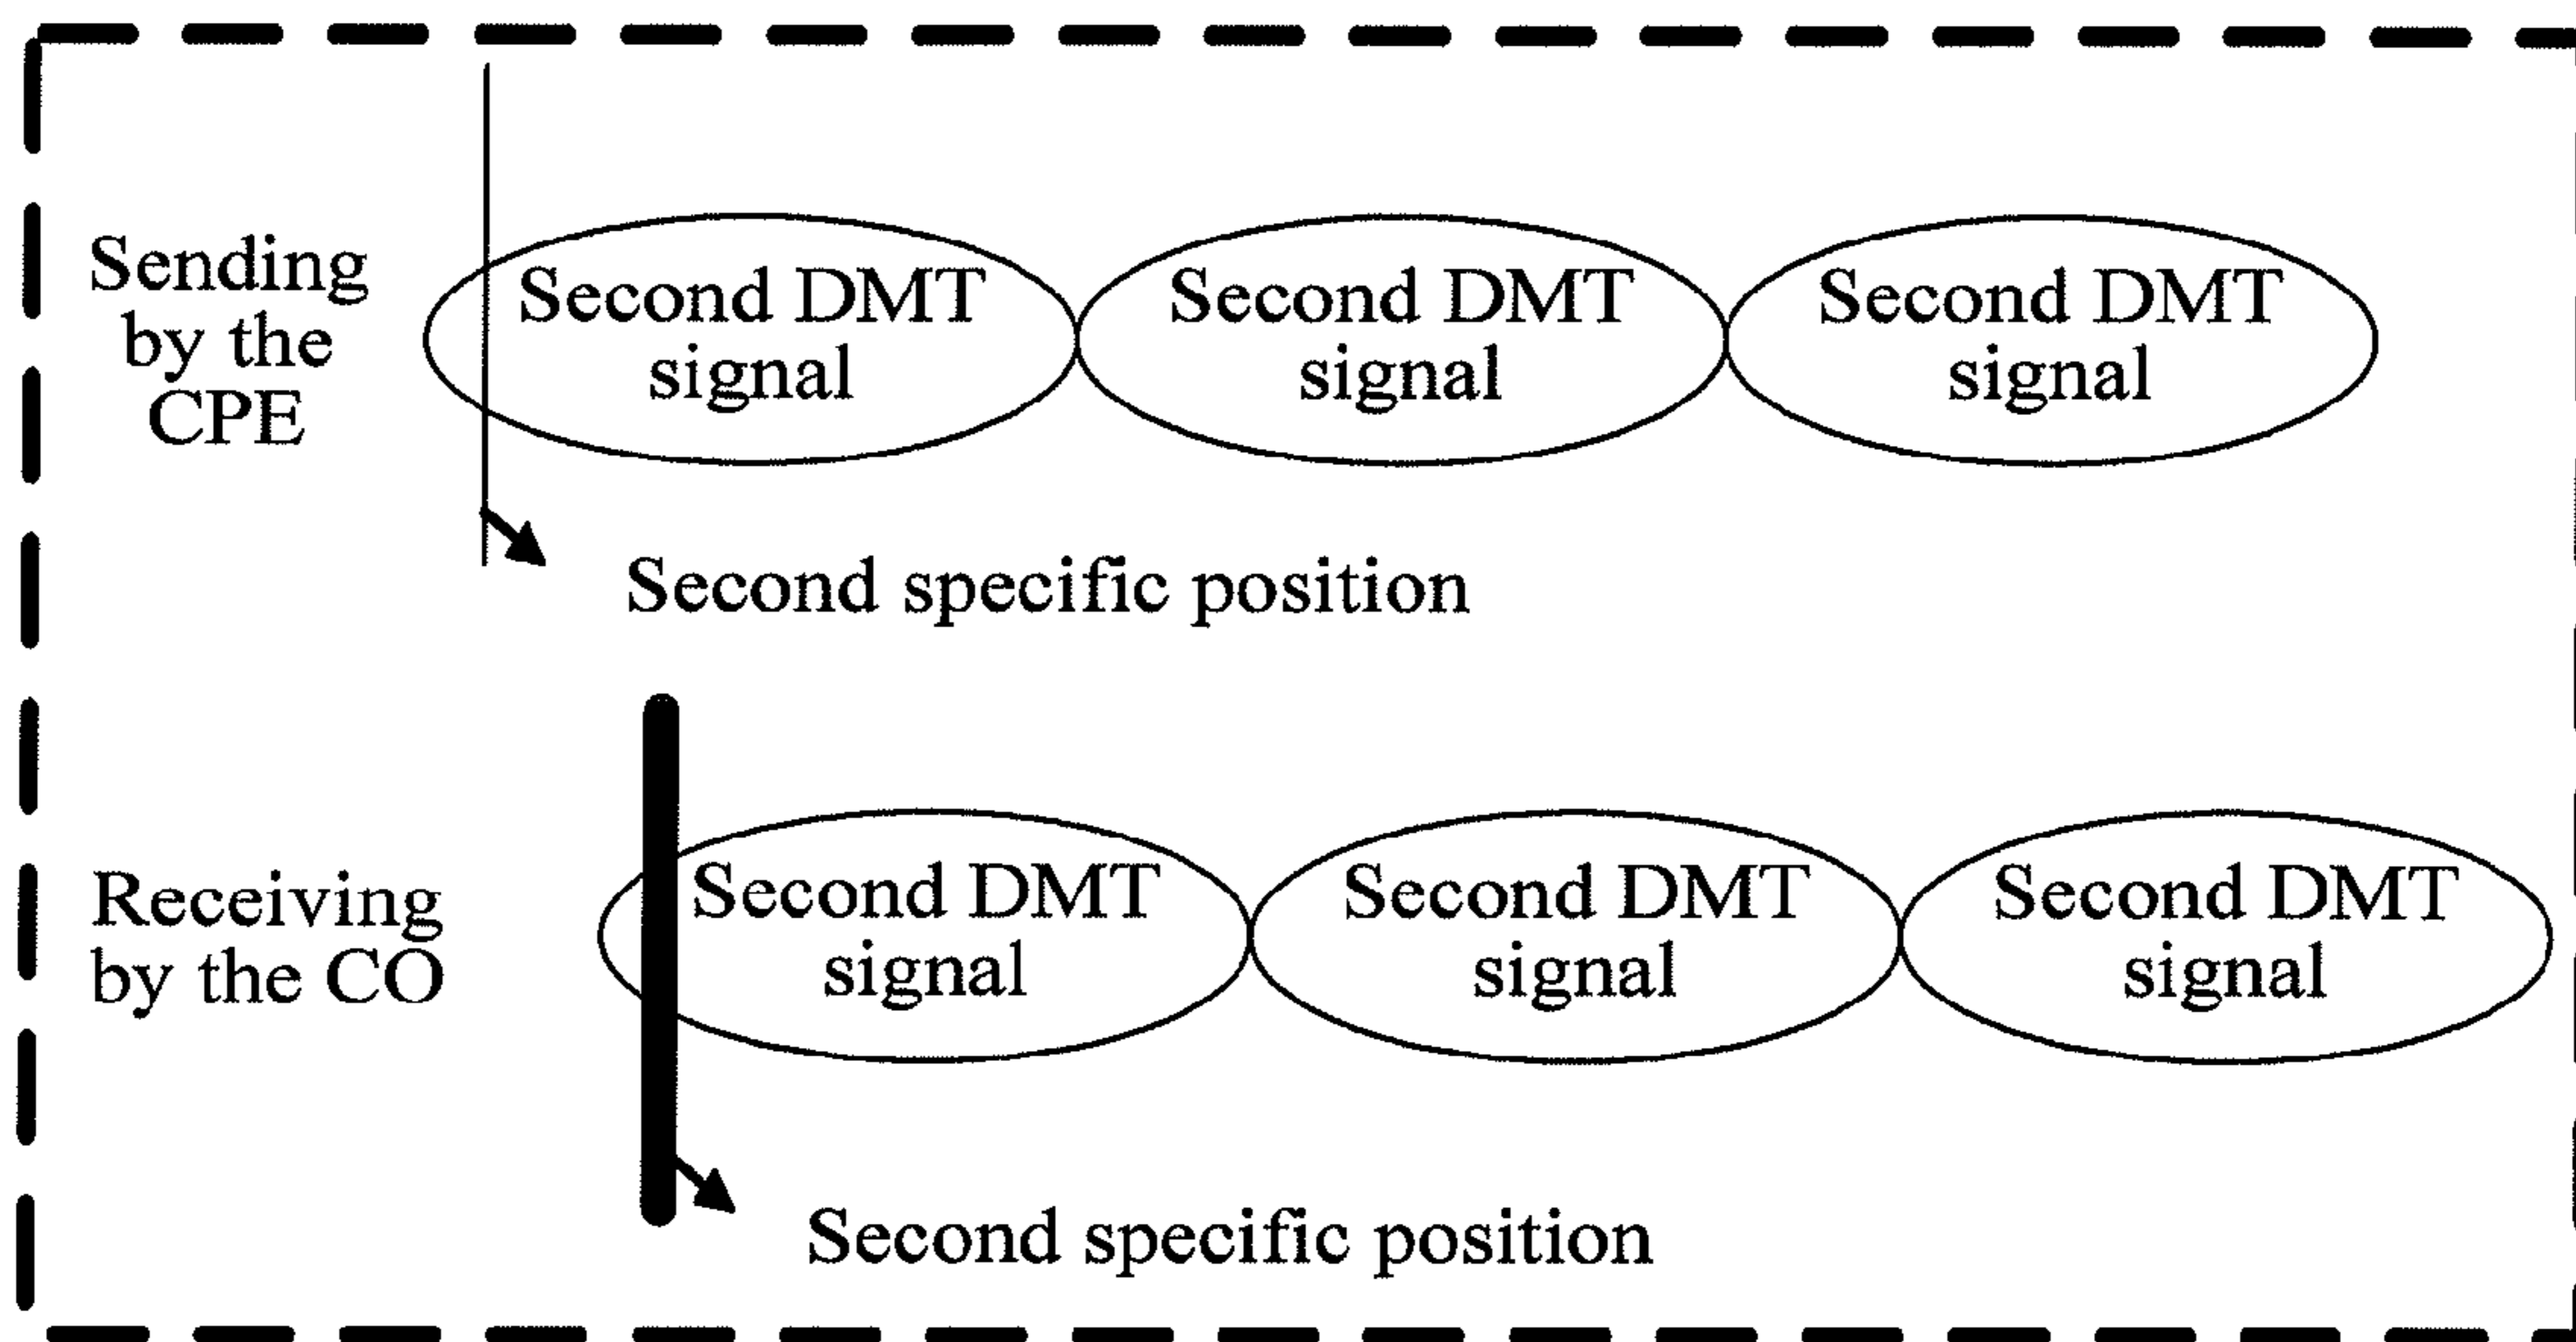 Sending
by the
CPE
Second DMT
signal
Second DMT
signal
Second DMT
signal
Second specific position
Receiving
by the CO
Second DMT
signal
Second DMT
signal
Second DMT
signal
Second specific position